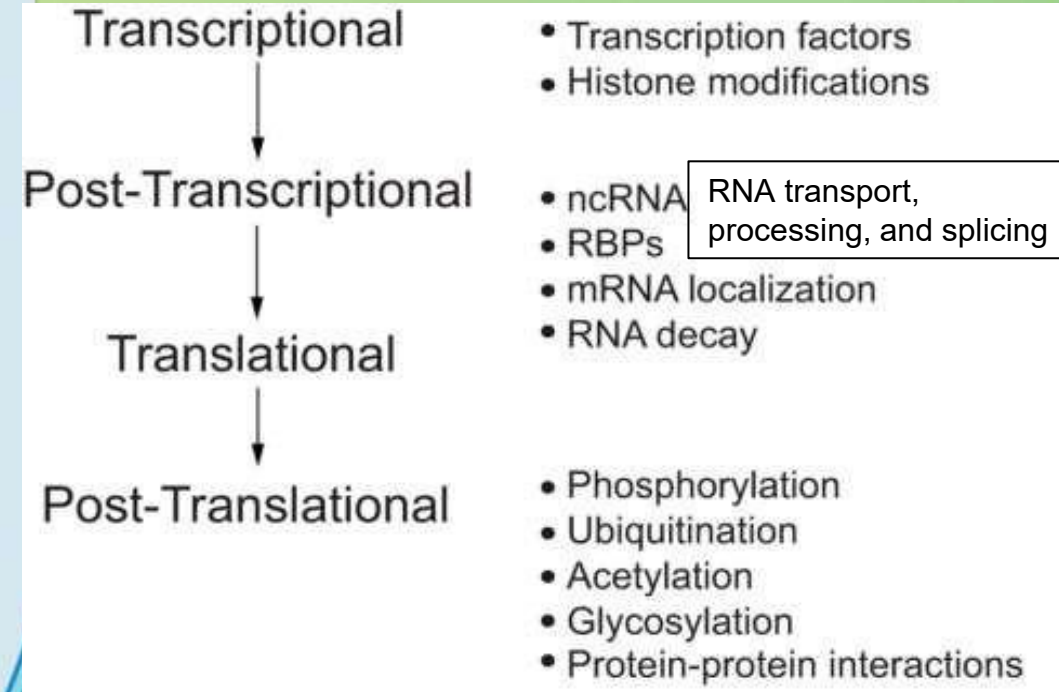 Transcriptional
• Transcription factors
• Histone modifications
Post-Transcriptional
• ncRNA
• RBPs
• mRNA localization
• RNA decay
RNA transport,
processing, and splicing
Translational
Post-Translational
• Phosphorylation
• Ubiquitination
• Acetylation
• Glycosylation
• Protein-protein interactions